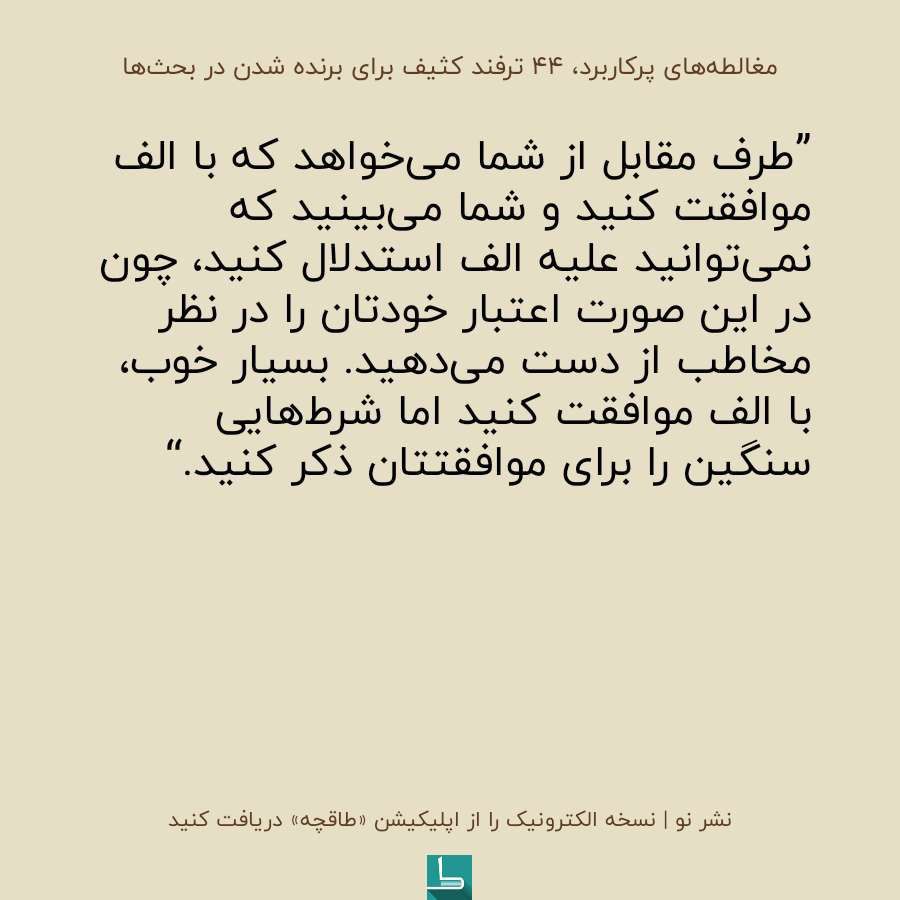 مغالطه‌های پرکاربرد، ۴۴ ترفند کثیف برای برنده شدن در بحث‌ها
”طرف مقابل از شما می‌خواهد که با الف
موافقت کنید و شما می‌بینید که
نمی‌توانید علیه الف استدلال کنید، چون
در این صورت اعتبار خودتان را در نظر
مخاطب از دست می‌دهید. بسیار خوب،
با الف موافقت کنید اما شرط‌هایی
سنگین را برای موافقتتان ذکر کنید.“
نشر نو | نسخه الکترونیک را از اپلیکیشن «طاقچه» دریافت کنید